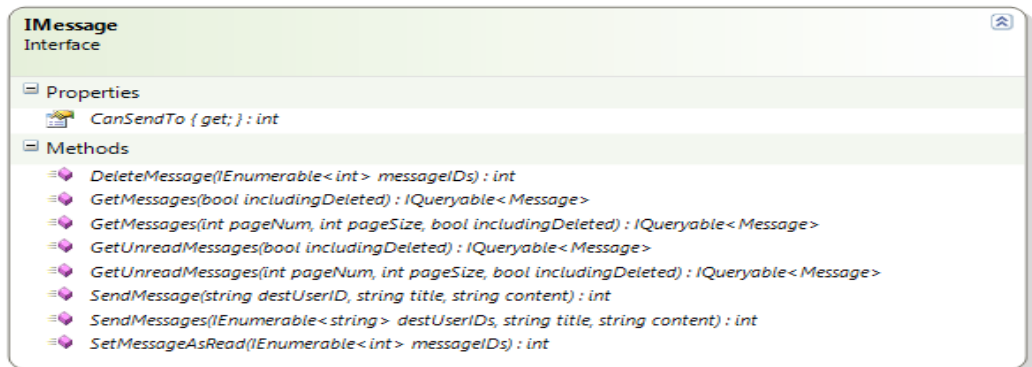 IMessage
Interface
Properties
CanSendTo { get; } : int
Methods
DeleteMessage(IEnumerable<int> messageIDs) : int
GetMessages(bool includingDeleted) : IQueryable<Message>
GetMessages(int pageNum, int pageSize, bool includingDeleted) : IQueryable<Message>
GetUnreadMessages(bool includingDeleted) : IQueryable<Message>
GetUnreadMessages(int pageNum, int pageSize, bool includingDeleted) : IQueryable<Message>
SendMessage(string destUserID, string title, string content) : int
SendMessages(IEnumerable<string> destUserIDs, string title, string content) : int
SetMessageAsRead(IEnumerable<int> messageIDs) : int